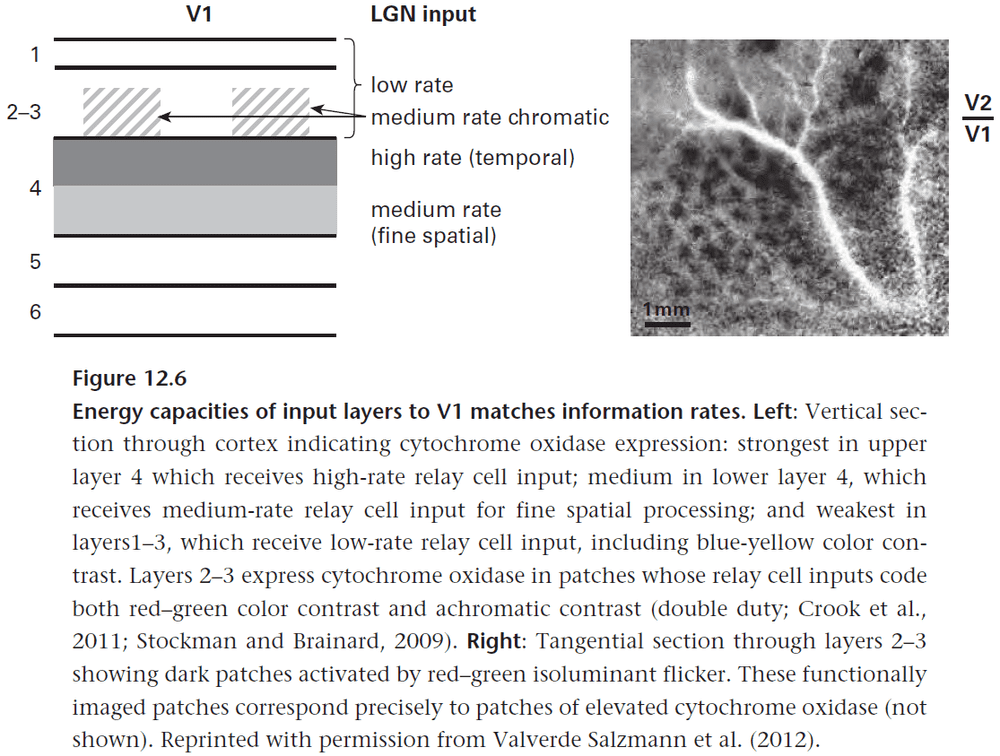 V1
LGN input
1
low rate
2–3
medium rate chromatic
high rate (temporal)
4
medium rate
(fine spatial)
5
6
1mm
V2
V1
Figure 12.6
Energy capacities of input layers to V1 matches information rates. Left: Vertical sec-
tion through cortex indicating cytochrome oxidase expression: strongest in upper
layer 4 which receives high-rate relay cell input; medium in lower layer 4, which
receives medium-rate relay cell input for fine spatial processing; and weakest in
layers1–3, which receive low-rate relay cell input, including blue-yellow color con-
trast. Layers 2–3 express cytochrome oxidase in patches whose relay cell inputs code
both red–green color contrast and achromatic contrast (double duty; Crook et al.,
2011; Stockman and Brainard, 2009). Right: Tangential section through layers 2–3
showing dark patches activated by red–green isoluminant flicker. These functionally
imaged patches correspond precisely to patches of elevated cytochrome oxidase (not
shown). Reprinted with permission from Valverde Salzmann et al. (2012).